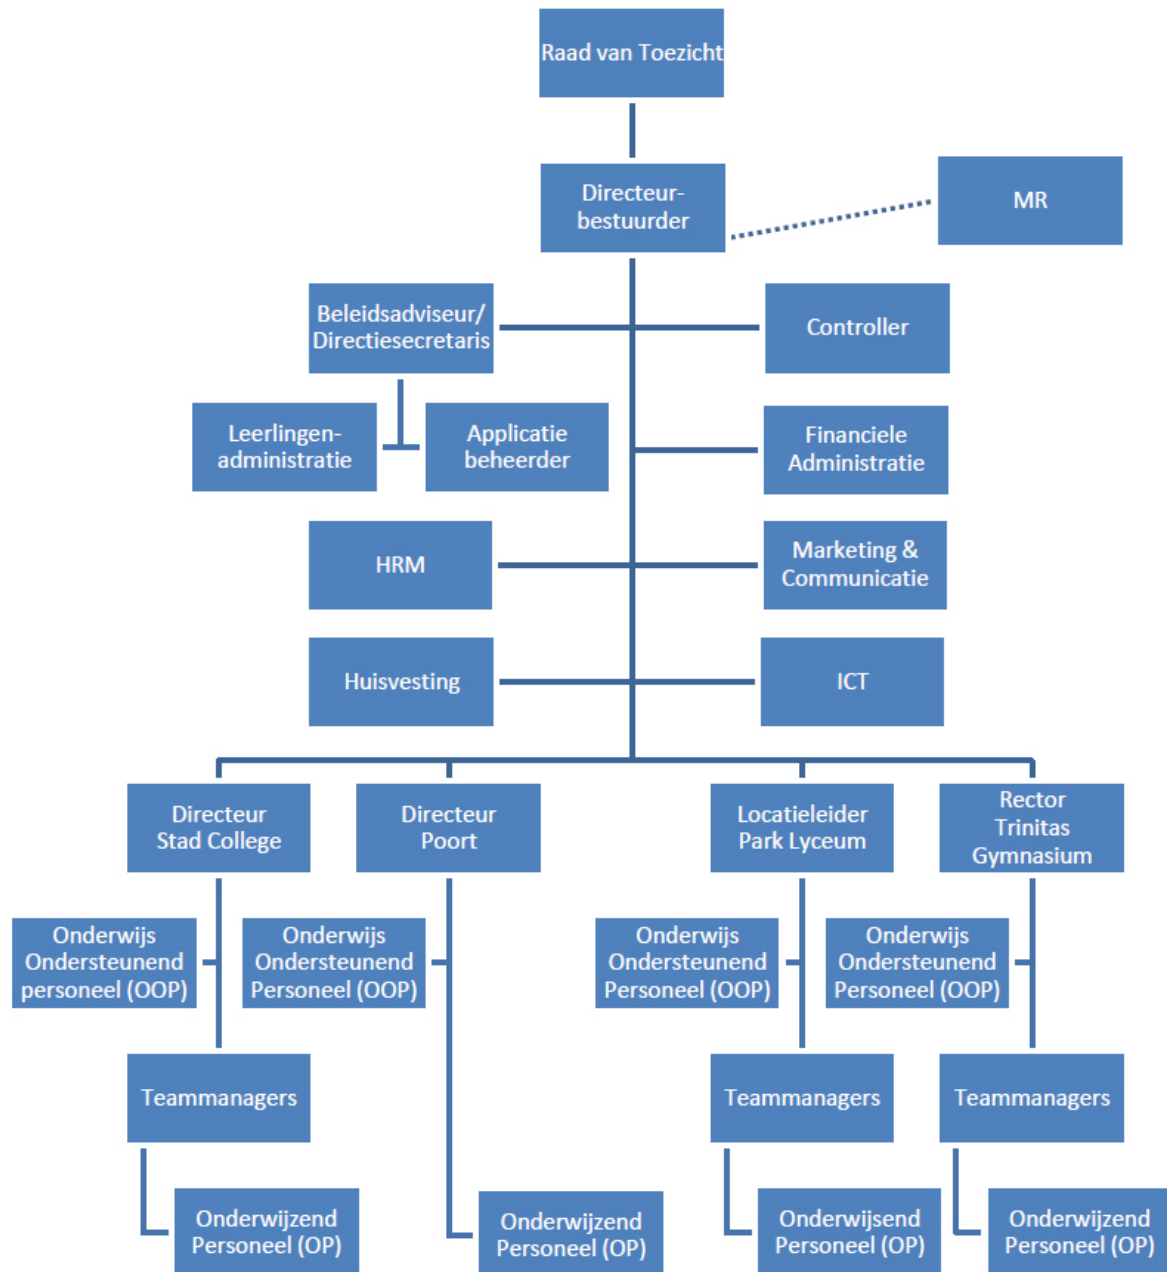 Raad van Toezicht
Directeur-
bestuurder
MR
Beleidsadviseur/
Directiesecretaris
Controller
Leerlingen-
administratie
Applicatie
beheerder
Financiele
Administratie
HRM
Marketing &
Communicatie
Huisvesting
ICT
Directeur
Stad College
Directeur
Poort
Locatieleider
Park Lyceum
Rector
Trinitas
Gymnasium
Onderwijs
Ondersteunend
personeel (OOP)
Onderwijs
Ondersteunend
Personeel (OOP)
Onderwijs
Ondersteunend
Personeel (OOP)
Onderwijs
Ondersteunend
Personeel (OOP)
Teammanagers
Teammanagers
Teammanagers
Onderwijzend
Personeel (OP)
Onderwijzend
Personeel (OP)
Onderwijsend
Personeel (OP)
Onderwijzend
Personeel (OP)